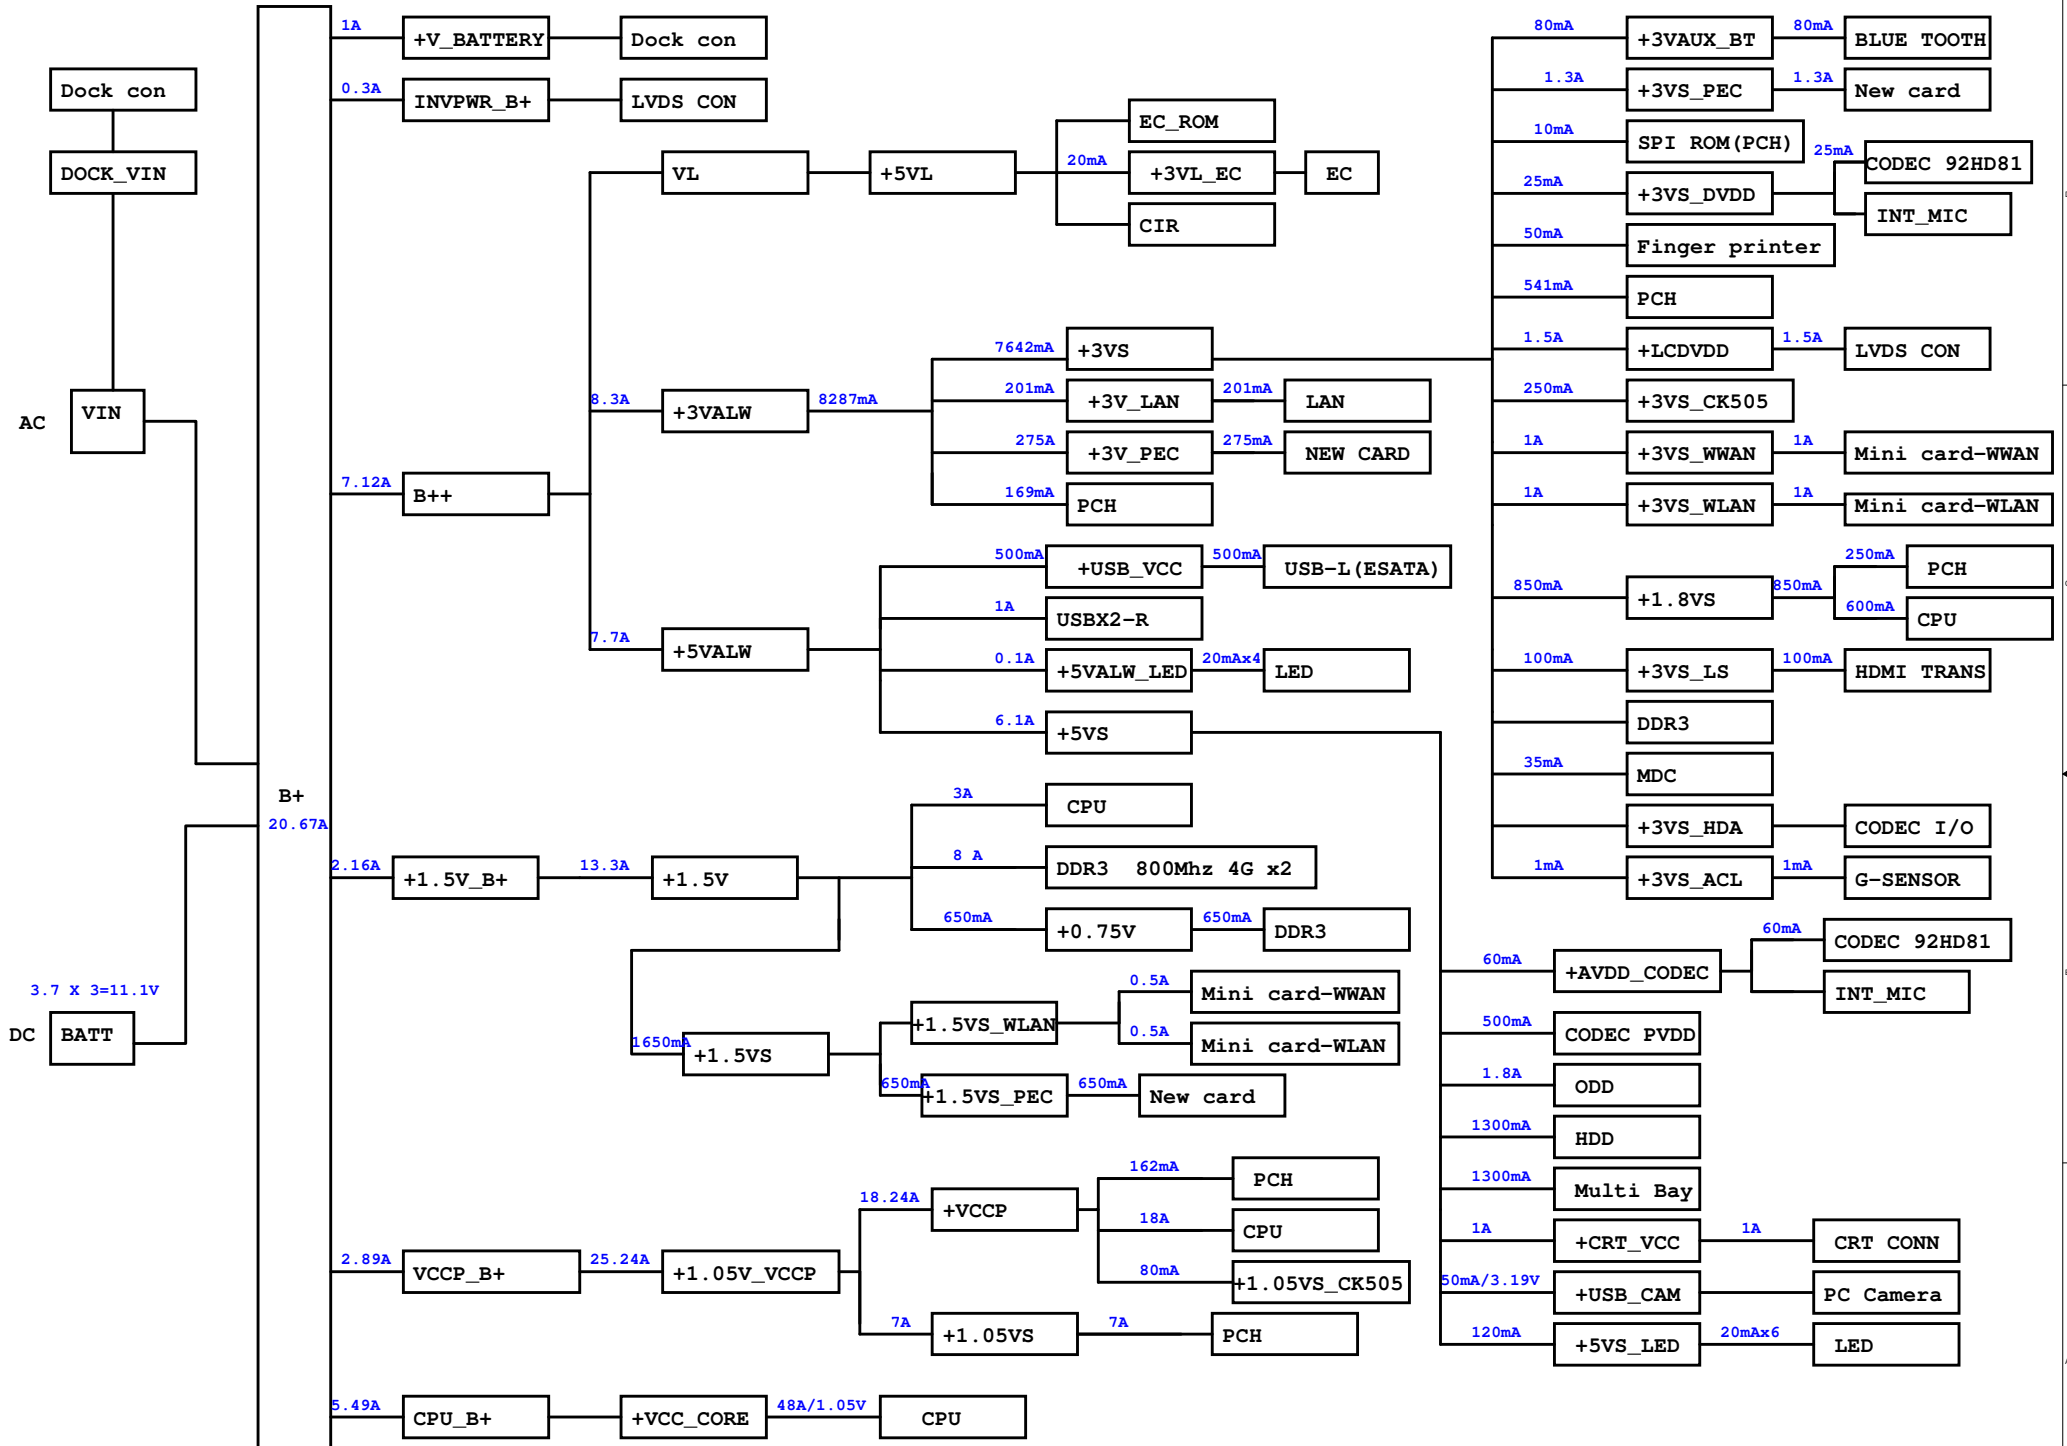 Dock con
DOCK_VIN
AC
VIN
3.7 X 3=11.1V
DC
BATT
B+
20.67A
1A
+V_BATTERY
Dock con
0.3A
INVPWR_B+
LVDS CON
7.12A
B++
VL
+5VL
EC_ROM
20mA
+3VL_EC
EC
CIR
8.3A
+3VALW
8287mA
7642mA
+3VS
201mA
+3V_LAN
201mA
LAN
275A
+3V_PEC
275mA
NEW CARD
169mA
PCH
7.7A
+5VALW
500mA
+USB_VCC
500mA
USB-L(ESATA)
1A
USBX2-R
0.1A
+5VALW_LED
20mAx4
LED
6.1A
+5VS
2.16A
+1.5V_B+
13.3A
+1.5V
3A
CPU
8 A
DDR3 800Mhz 4G x2
650mA
+0.75V
650mA
DDR3
1650mA
+1.5VS
+1.5VS_WLAN
0.5A
Mini card-WWAN
0.5A
Mini card-WLAN
650mA
+1.5VS_PEC
650mA
New card
2.89A
VCCP_B+
25.24A
+1.05V_VCCP
18.24A
+VCCP
162mA
PCH
18A
CPU
80mA
+1.05VS_CK505
7A
+1.05VS
7A
PCH
5.49A
CPU_B+
+VCC_CORE
48A/1.05V
CPU
80mA
+3VAUX_BT
80mA
BLUE TOOTH
1.3A
+3VS_PEC
1.3A
New card
10mA
SPI ROM(PCH)
25mA
+3VS_DVDD
25mA
CODEC 92HD81
INT_MIC
50mA
Finger printer
541mA
PCH
1.5A
+LCDVDD
1.5A
LVDS CON
250mA
+3VS_CK505
1A
+3VS_WWAN
1A
Mini card-WWAN
1A
+3VS_WLAN
1A
Mini card-WLAN
850mA
+1.8VS
850mA
250mA
PCH
600mA
CPU
100mA
+3VS_LS
100mA
HDMI TRANS
DDR3
35mA
MDC
+3VS_HDA
CODEC I/O
1mA
+3VS_ACL
1mA
G-SENSOR
60mA
+AVDD_CODEC
60mA
CODEC 92HD81
INT_MIC
500mA
CODEC PVDD
1.8A
ODD
1300mA
HDD
1300mA
Multi Bay
1A
+CRT_VCC
1A
CRT CONN
50mA/3.19V
+USB_CAM
PC Camera
120mA
+5VS_LED
20mAx6
LED